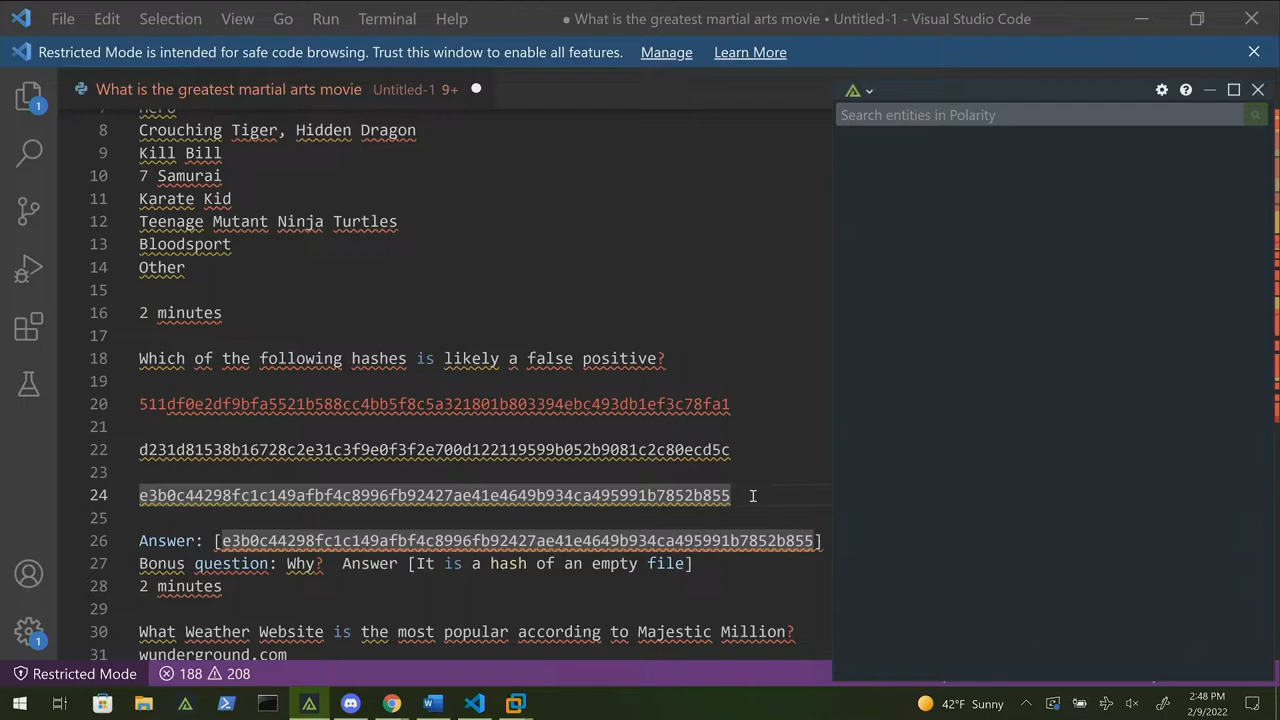 File Edit Selection View Go Run Terminal Help ● What is the greatest martial arts movie • Untitled-1 - Visual Studio Code
Restricted Mode is intended for safe code browsing. Trust this window to enable all features. Manage Learn More
What is the greatest martial arts movie Untitled-1 9+
Search entities in Polarity
7 Hero
8 Crouching Tiger, Hidden Dragon
9 Kill Bill
10 7 Samurai
11 Karate Kid
12 Teenage Mutant Ninja Turtles
13 Bloodsport
14 Other
15
16 2 minutes
17
18 Which of the following hashes is likely a false positive?
19
20 511df0e2df9bfa5521b588cc4bb5f8c5a321801b803394ebc493db1ef3c78fa1
21
22 d231d81538b16728c2e31c3f9e0f3f2e700d122119599b052b9081c2c80ecd5c
23
24 e3b0c44298fc1c149afbf4c8996fb92427ae41e4649b934ca495991b7852b855
25
26 Answer: [e3b0c44298fc1c149afbf4c8996fb92427ae41e4649b934ca495991b7852b855]
27 Bonus question: Why? Answer [It is a hash of an empty file]
28 2 minutes
29
30 What Weather Website is the most popular according to Majestic Million?
31 wunderground.com
1
1
Restricted Mode 188 208
42°F Sunny
2:48 PM
2/9/2022